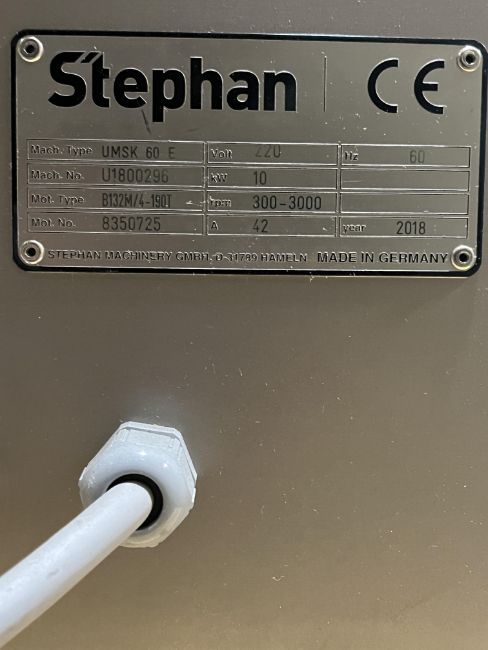 Stephan CE
Mach. Type UMSK 60 E Volt 220 Hz 60
Mach. No. U1800296 kW 10
Mot. Type B132M/4-190T rpm 300-3000
Mot. No. 8350725 A 42 year 2018
STEPHAN MACHINERY GMBH, D-31789 HAMELN MADE IN GERMANY